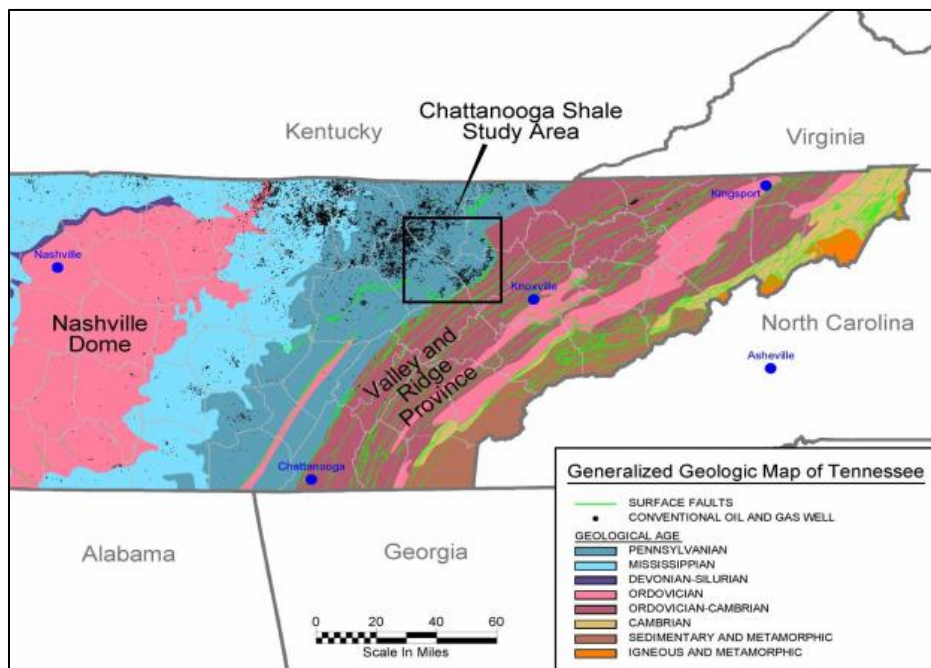 Chattanooga Shale
Study Area
Kentucky
Virginia
Kingsport
Nashville
Knoxville
Nashville
Dome
Valley and
Ridge
Province
North Carolina
Asheville
Chattanooga
Alabama
Georgia
0 20 40 60
Scale In Miles
Generalized Geologic Map of Tennessee
SURFACE FAULTS
CONVENTIONAL OIL AND GAS WELL
GEOLOGICAL AGE
PENNSYLVANIAN
MISSISSIPPIAN
DEVONIAN-SILURIAN
ORDOVICIAN
ORDOVICIAN-CAMBRIAN
CAMBRIAN
SEDIMENTARY AND METAMORPHIC
IGNEOUS AND METAMORPHIC